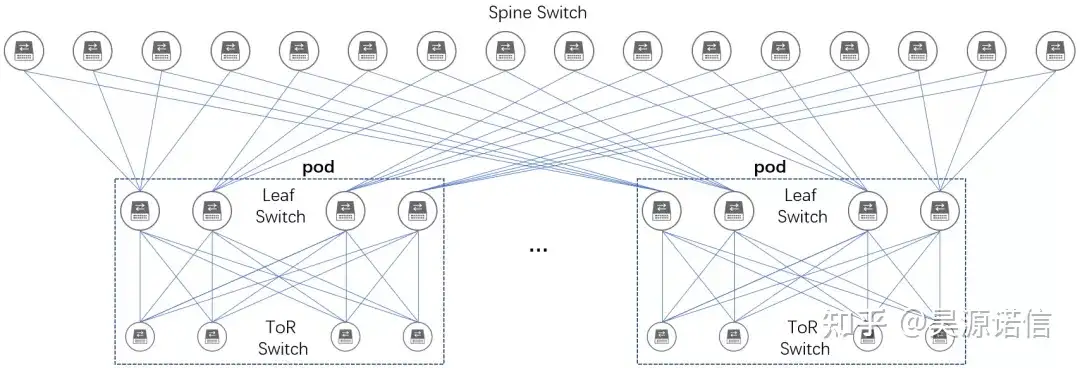 Spine Switch
pod
pod
Leaf
Switch
Leaf
Switch
...
ToR
Switch
ToR
Switch
知乎 @昊源诺信